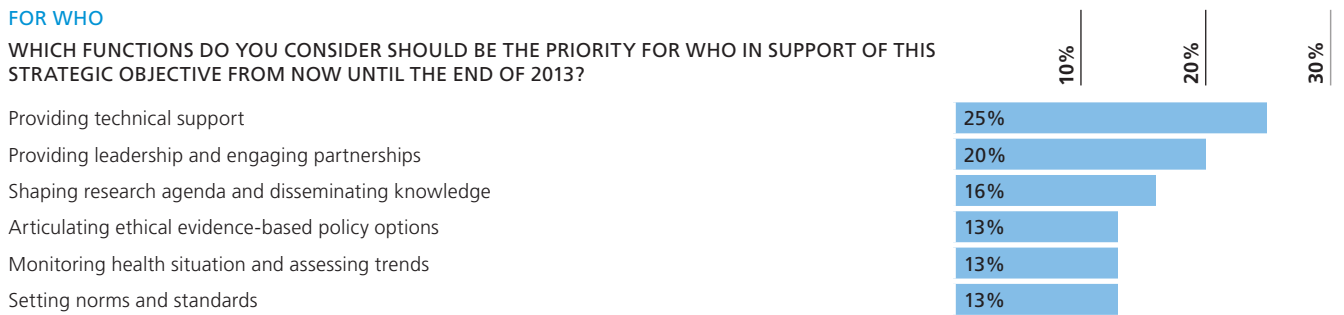 FOR WHO
WHICH FUNCTIONS DO YOU CONSIDER SHOULD BE THE PRIORITY FOR WHO IN SUPPORT OF THIS
STRATEGIC OBJECTIVE FROM NOW UNTIL THE END OF 2013?
10%
20%
30%
Providing technical support 25%
Providing leadership and engaging partnerships 20%
Shaping research agenda and disseminating knowledge 16%
Articulating ethical evidence-based policy options 13%
Monitoring health situation and assessing trends 13%
Setting norms and standards 13%